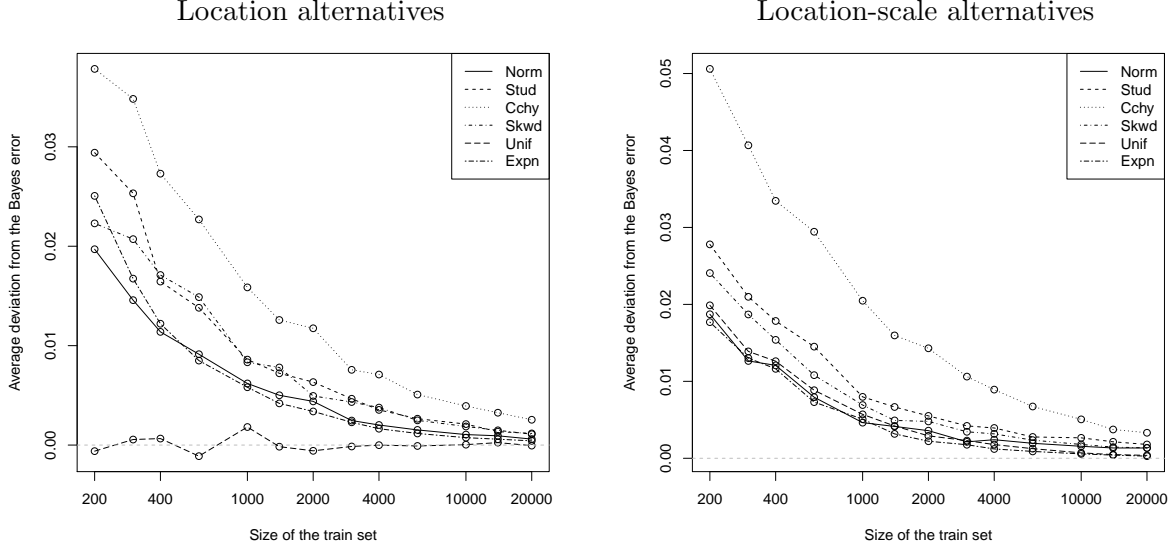 Location alternatives
Average deviation from the Bayes error
0.00
0.01
0.02
0.03
Norm
Stud
Cchy
Skwd
Unif
Expn
200
400
1000
2000
4000
10000
20000
Size of the train set
Location-scale alternatives
Average deviation from the Bayes error
0.00
0.01
0.02
0.03
0.04
0.05
Norm
Stud
Cchy
Skwd
Unif
Expn
200
400
1000
2000
4000
10000
20000
Size of the train set